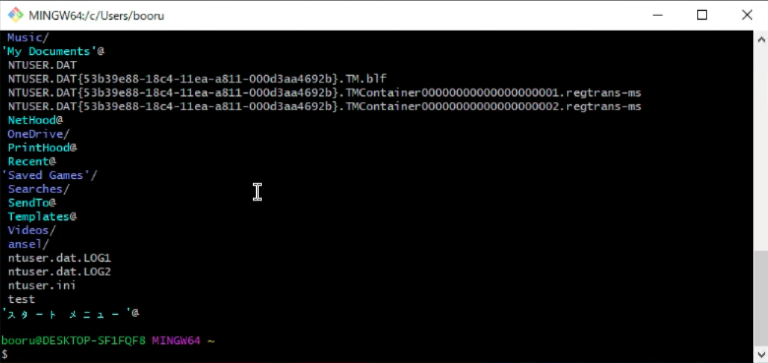 MINGW64:/c/Users/booru
Music/
'My Documents'@
NTUSER.DAT
NTUSER.DAT{53b39e88-18c4-11ea-a811-000d3aa4692b}.TM.blf
NTUSER.DAT{53b39e88-18c4-11ea-a811-000d3aa4692b}.TMContainer00000000000000000001.regtrans-ms
NTUSER.DAT{53b39e88-18c4-11ea-a811-000d3aa4692b}.TMContainer00000000000000000002.regtrans-ms
NetHood@
OneDrive/
PrintHood@
Recent@
'Saved Games'/
Searches/
SendTo@
Templates@
Videos/
ansel/
ntuser.dat.LOG1
ntuser.dat.LOG2
ntuser.ini
test
'スタート メニュー'@
booru@DESKTOP-SF1FQF8 MINGW64 ~
$